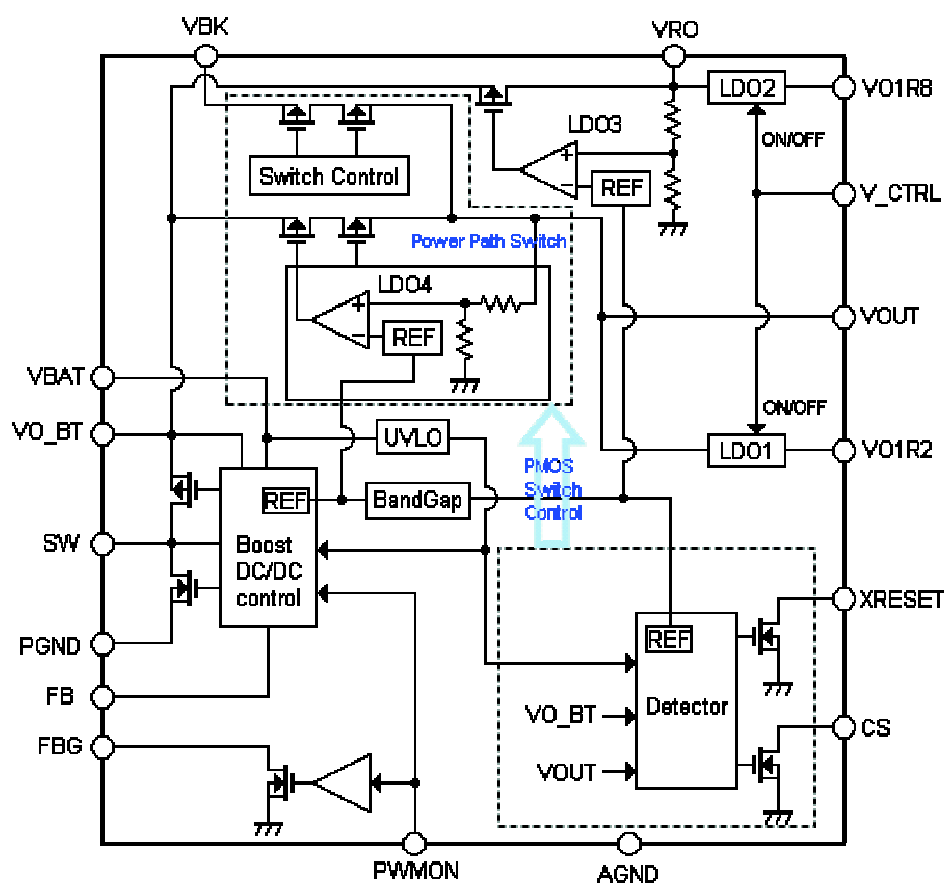 VBK
VRO
LDO2
VO1R8
LDO3
ON/OFF
+
−
REF
Switch Control
V_CTRL
Power Path Switch
LDO4
+
−
REF
VOUT
VBAT
ON/OFF
VO_BT
UVLO
LDO1
VO1R2
PMOS
Switch
Control
REF
BandGap
SW
Boost
DC/DC
control
XRESET
PGND
REF
FB
VO_BT
Detector
CS
FBG
VOUT
PWMON
AGND